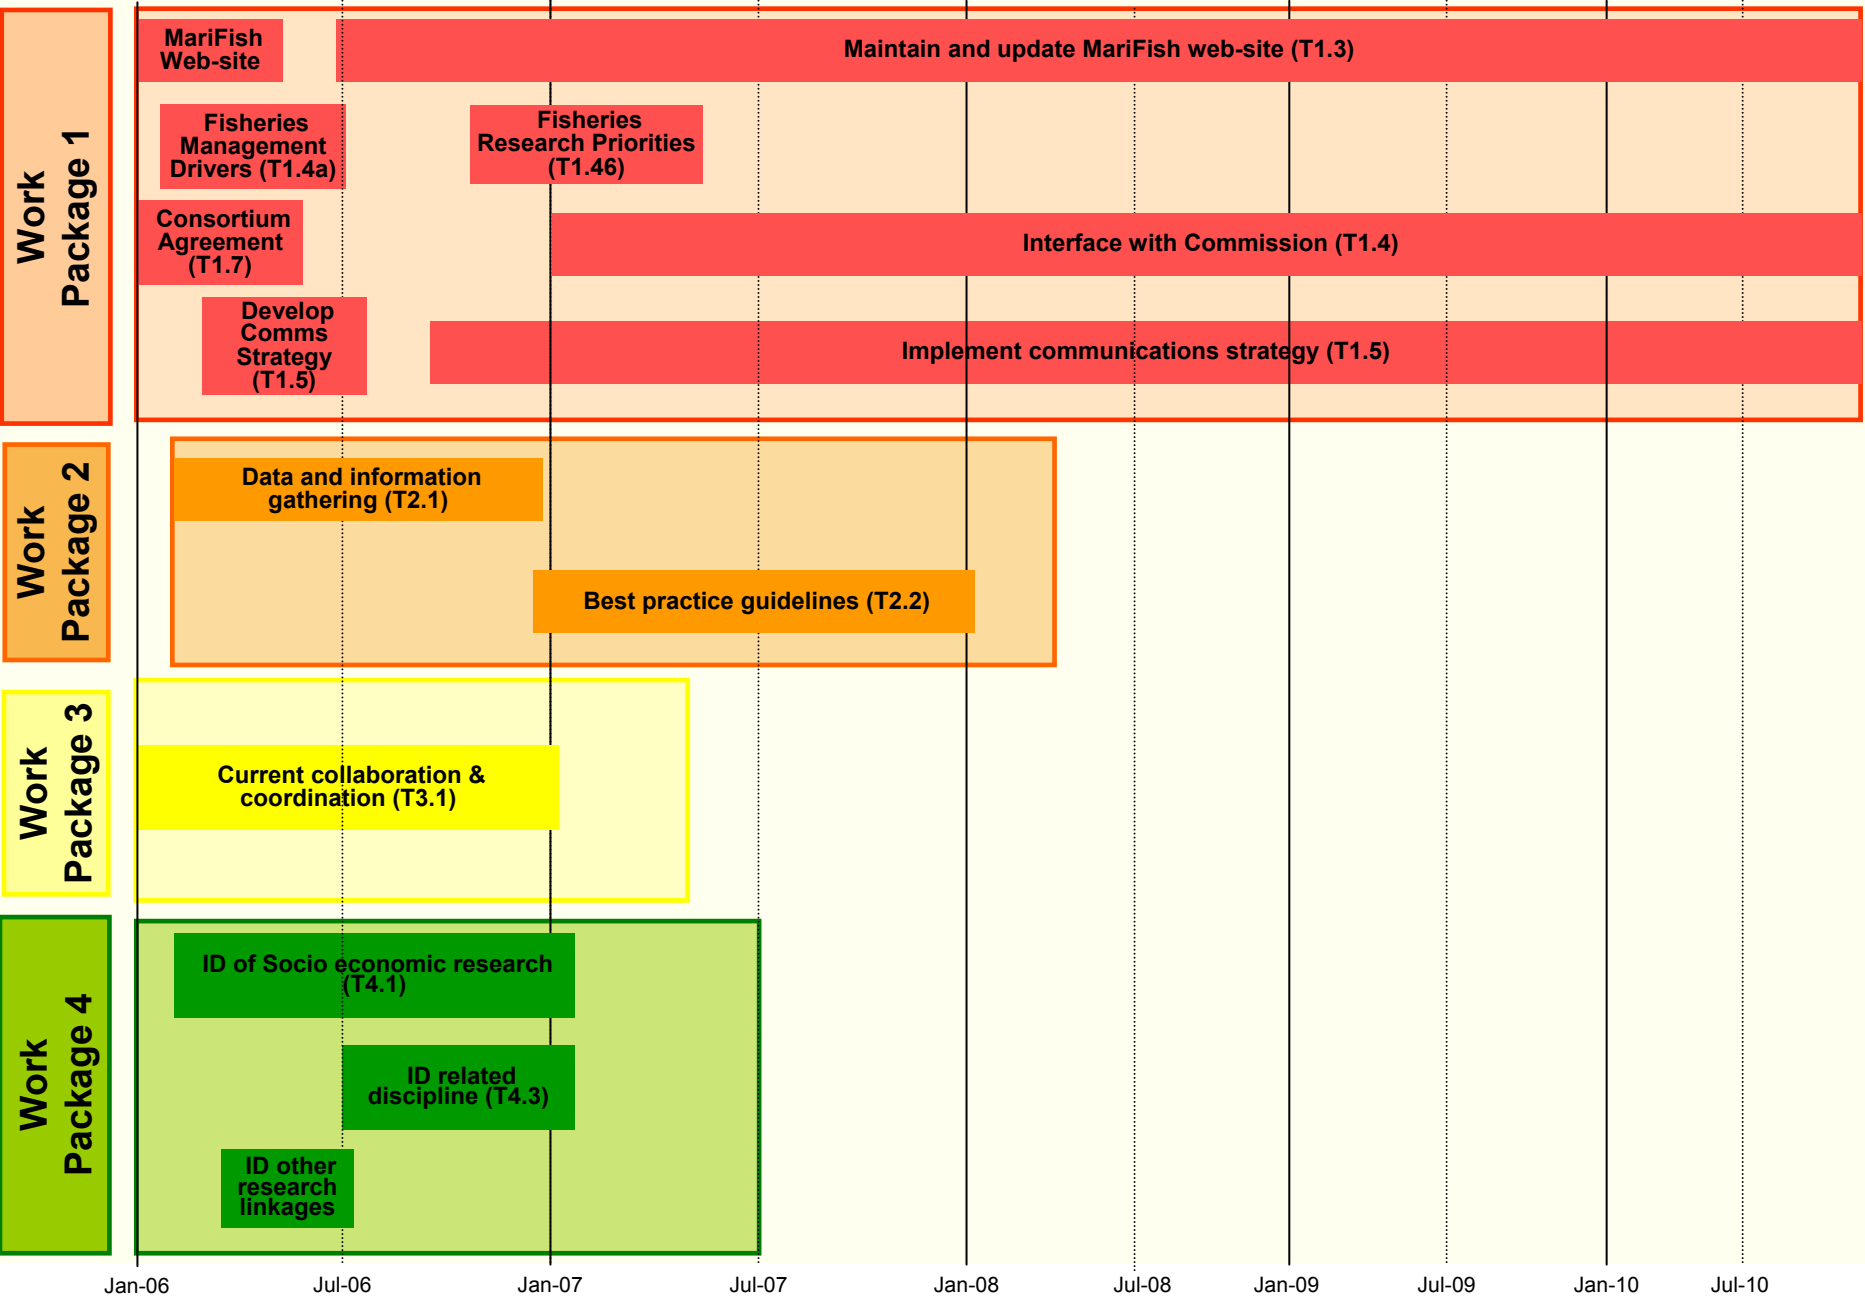 Work
Package 1
MariFish
Web-site
Maintain and update MariFish web-site (T1.3)
Fisheries
Management
Drivers (T1.4a)
Fisheries
Research Priorities
(T1.46)
Consortium
Agreement
(T1.7)
Interface with Commission (T1.4)
Develop
Comms
Strategy
(T1.5)
Implement communications strategy (T1.5)
Work
Package 2
Data and information
gathering (T2.1)
Best practice guidelines (T2.2)
Work
Package 3
Current collaboration &
coordination (T3.1)
Work
Package 4
ID of Socio economic research
(T4.1)
ID related
discipline (T4.3)
ID other
research
linkages
Jan-06 Jul-06 Jan-07 Jul-07 Jan-08 Jul-08 Jan-09 Jul-09 Jan-10 Jul-10